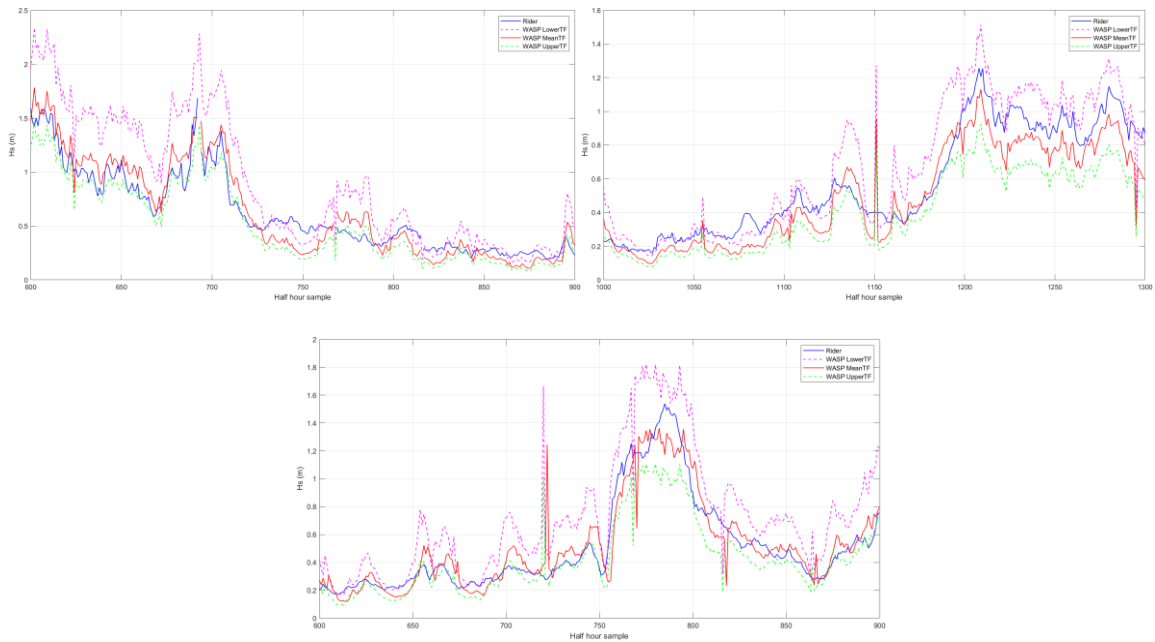 2.5
2
1.5
1
0.5
0
Hs (m)
600 650 700 750 800 850 900
Half hour sample
Rider
WASP LowerTF
WASP MeanTF
WASP UpperTF
1.6
1.4
1.2
1
0.8
0.6
0.4
0.2
0
Hs (m)
1000 1050 1100 1150 1200 1250 1300
Half hour sample
Rider
WASP LowerTF
WASP MeanTF
WASP UpperTF
2
1.8
1.6
1.4
1.2
1
0.8
0.6
0.4
0.2
0
Hs (m)
600 650 700 750 800 850 900
Half hour sample
Rider
WASP LowerTF
WASP MeanTF
WASP UpperTF